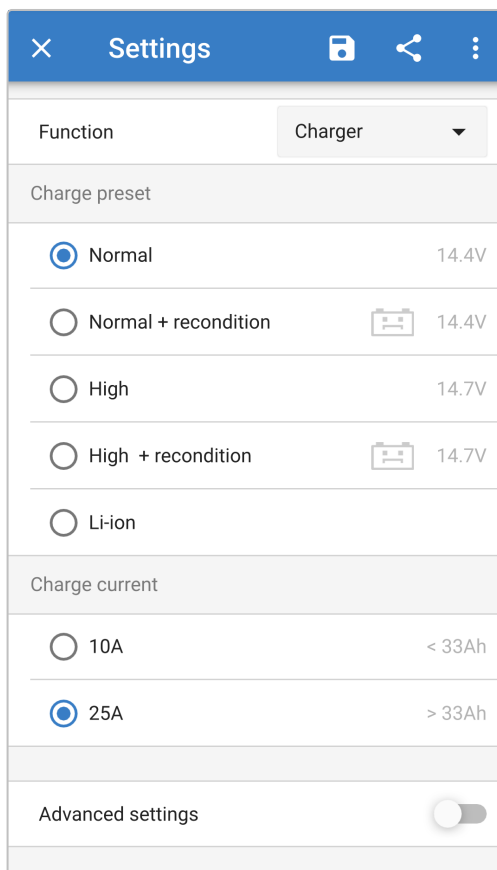 Settings
Function Charger
Charge preset
Normal 14.4V
Normal + recondition 14.4V
High 14.7V
High + recondition 14.7V
Li-ion
Charge current
10A < 33Ah
25A > 33Ah
Advanced settings